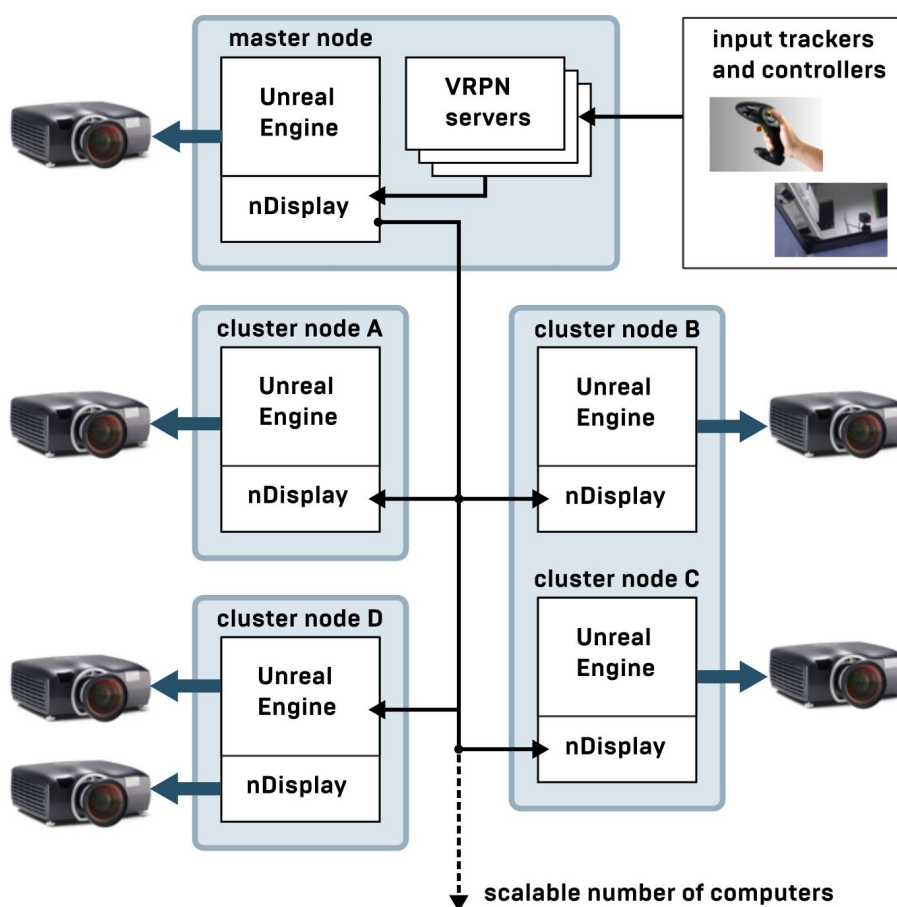 master node
Unreal
Engine
nDisplay
VRPN
servers
input trackers
and controllers
cluster node A
Unreal
Engine
nDisplay
cluster node B
Unreal
Engine
nDisplay
cluster node C
Unreal
Engine
nDisplay
cluster node D
Unreal
Engine
nDisplay
scalable number of computers